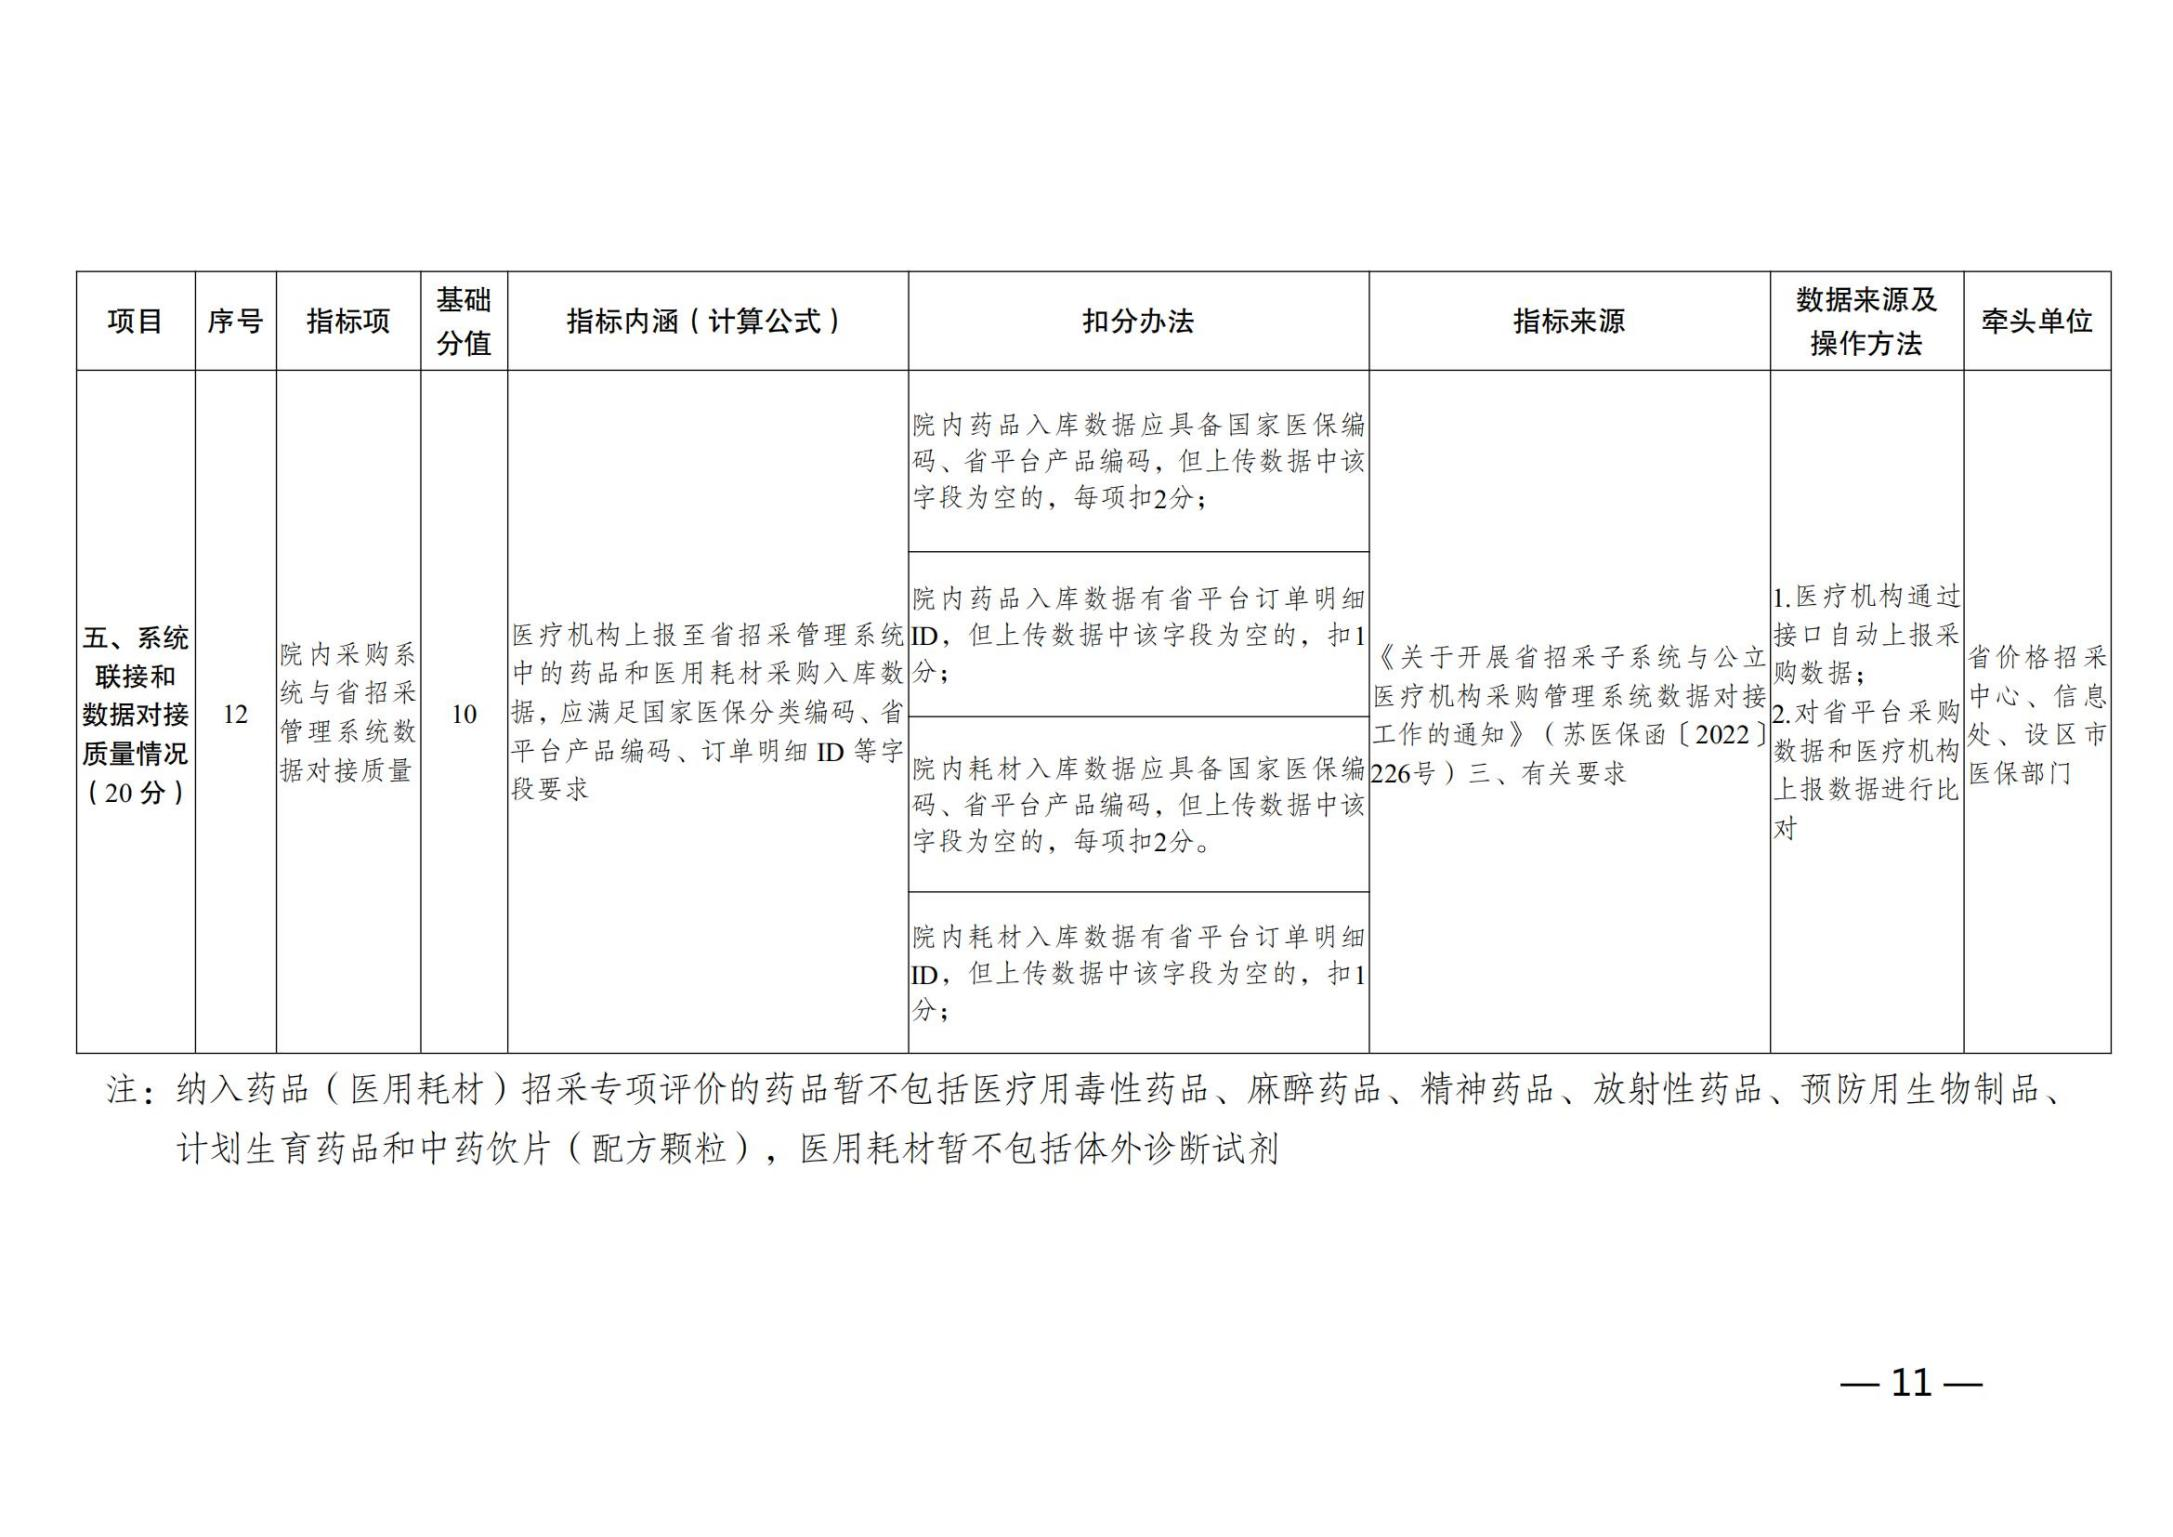 项目
序号
指标项
基础
分值
指标内涵（计算公式）
扣分办法
指标来源
数据来源及
操作方法
牵头单位
五、系统
联接和
数据对接
质量情况
（20 分）
12
院内采购系
统与省招采
管理系统数
据对接质量
10
医疗机构上报至省招采管理系统
中的药品和医用耗材采购入库数
据，应满足国家医保分类编码、省
平台产品编码、订单明细 ID 等字
段要求
院内药品入库数据应具备国家医保编
码、省平台产品编码，但上传数据中该
字段为空的，每项扣2分；
院内药品入库数据有省平台订单明细
ID，但上传数据中该字段为空的，扣1
分；
院内耗材入库数据应具备国家医保编
码、省平台产品编码，但上传数据中该
字段为空的，每项扣2分。
院内耗材入库数据有省平台订单明细
ID，但上传数据中该字段为空的，扣1
分；
《关于开展省招采子系统与公立
医疗机构采购管理系统数据对接
工作的通知》（苏医保函〔2022〕
226号）三、有关要求
1.医疗机构通过
接口自动上报采
购数据；
2.对省平台采购
数据和医疗机构
上报数据进行比
对
省价格招采
中心、信息
处、设区市
医保部门
注：纳入药品（医用耗材）招采专项评价的药品暂不包括医疗用毒性药品、麻醉药品、精神药品、放射性药品、预防用生物制品、
计划生育药品和中药饮片（配方颗粒），医用耗材暂不包括体外诊断试剂
— 11 —